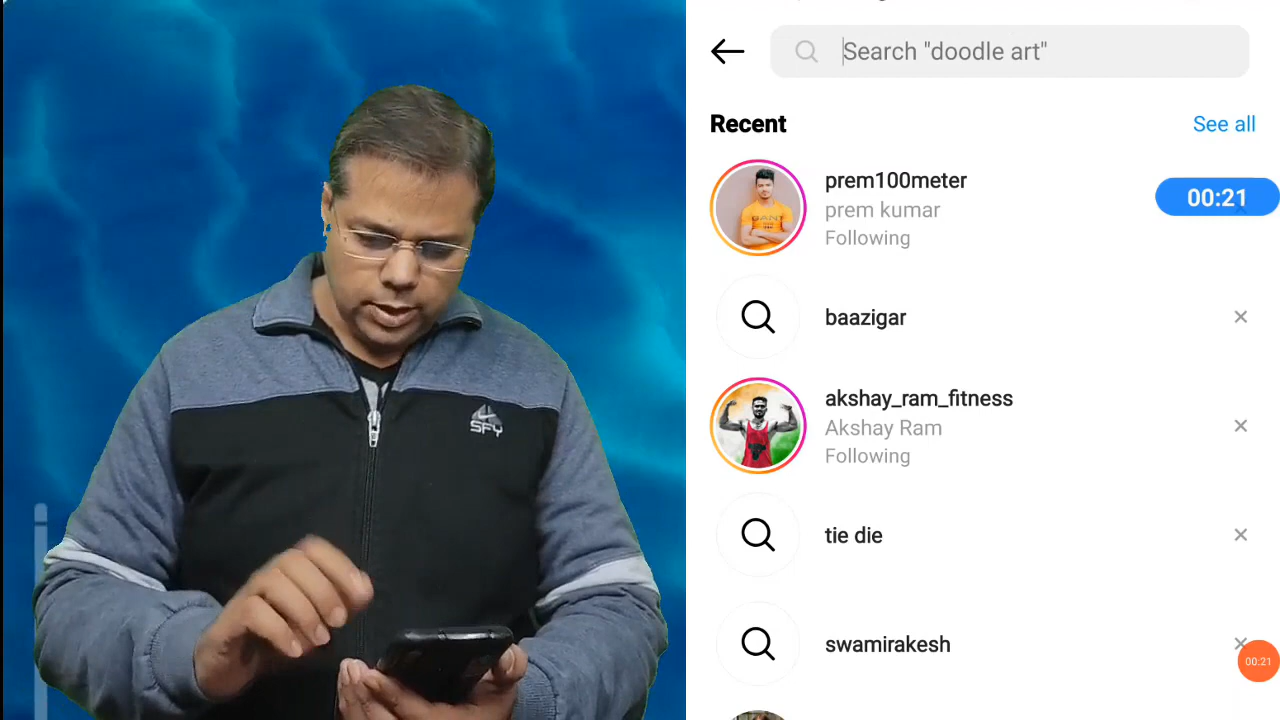 Search "doodle art"
Recent
See all
prem100meter
prem kumar
Following
00:21
baazigar
akshay_ram_fitness
Akshay Ram
Following
tie die
swamirakesh
00:21
SFY